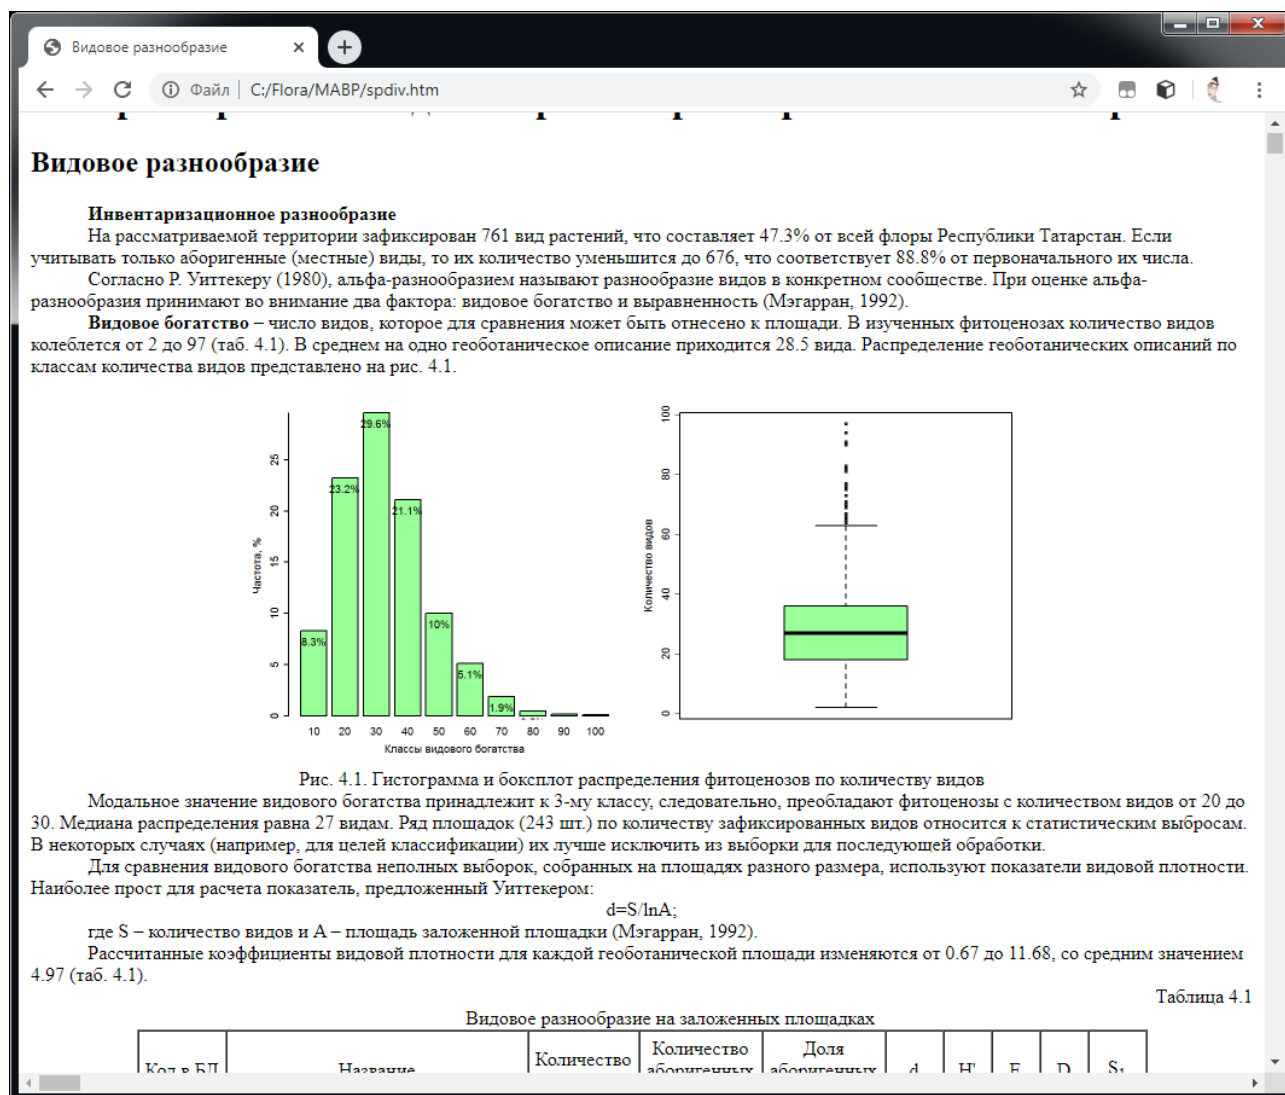 Видовое разнообразие
Файл | C:/Flora/MABP/spdiv.htm
Видовое разнообразие
Инвентаризационное разнообразие
На рассматриваемой территории зафиксирован 761 вид растений, что составляет 47.3% от всей флоры Республики Татарстан. Если
учитывать только аборигенные (местные) виды, то их количество уменьшится до 676, что соответствует 88.8% от первоначального их числа.
Согласно Р. Уиттекеру (1980), альфа-разнообразием называют разнообразие видов в конкретном сообществе. При оценке альфа-
разнообразия принимают во внимание два фактора: видовое богатство и выравненность (Мэгарран, 1992).
Видовое богатство – число видов, которое для сравнения может быть отнесено к площади. В изученных фитоценозах количество видов
колеблется от 2 до 97 (таб. 4.1). В среднем на одно геоботаническое описание приходится 28.5 вида. Распределение геоботанических описаний по
классам количества видов представлено на рис. 4.1.
Частота, %
0
5
10
15
20
25
8.3%
23.2%
29.6%
21.1%
10%
5.1%
1.9%
10 20 30 40 50 60 70 80 90 100
Классы видового богатства
Количество видов
0
20
40
60
80
100
Рис. 4.1. Гистограмма и боксплот распределения фитоценозов по количеству видов
Модальное значение видового богатства принадлежит к 3-му классу, следовательно, преобладают фитоценозы с количеством видов от 20 до
30. Медиана распределения равна 27 видам. Ряд площадок (243 шт.) по количеству зафиксированных видов относится к статистическим выбросам.
В некоторых случаях (например, для целей классификации) их лучше исключить из выборки для последующей обработки.
Для сравнения видового богатства неполных выборок, собранных на площадях разного размера, используют показатели видовой плотности.
Наиболее прост для расчета показатель, предложенный Уиттекером:
d=S/lnA;
где S – количество видов и A – площадь заложенной площадки (Мэгарран, 1992).
Рассчитанные коэффициенты видовой плотности для каждой геоботанической площади изменяются от 0.67 до 11.68, со средним значением
4.97 (таб. 4.1).
Таблица 4.1
Видовое разнообразие на заложенных площадках
Код в БД Название Количество Количество аборигенных Доля аборигенных d H' E D S₁